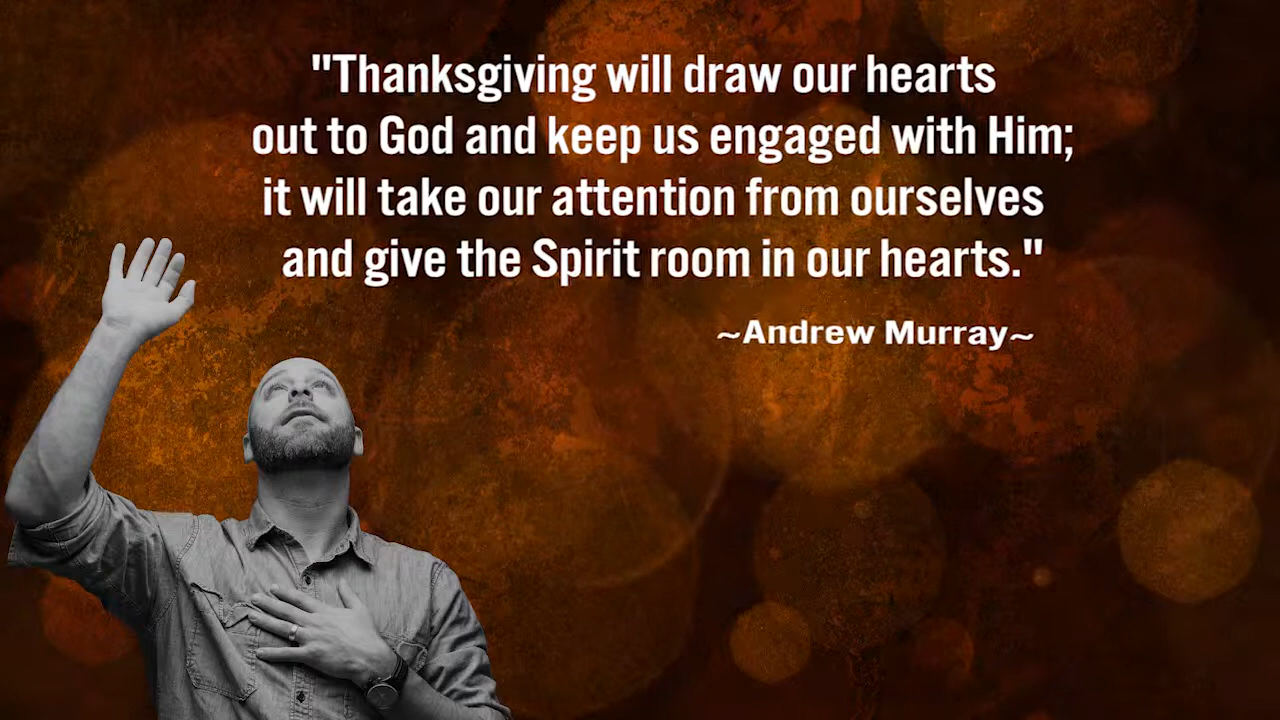 "Thanksgiving will draw our hearts
out to God and keep us engaged with Him;
it will take our attention from ourselves
and give the Spirit room in our hearts."
~Andrew Murray~